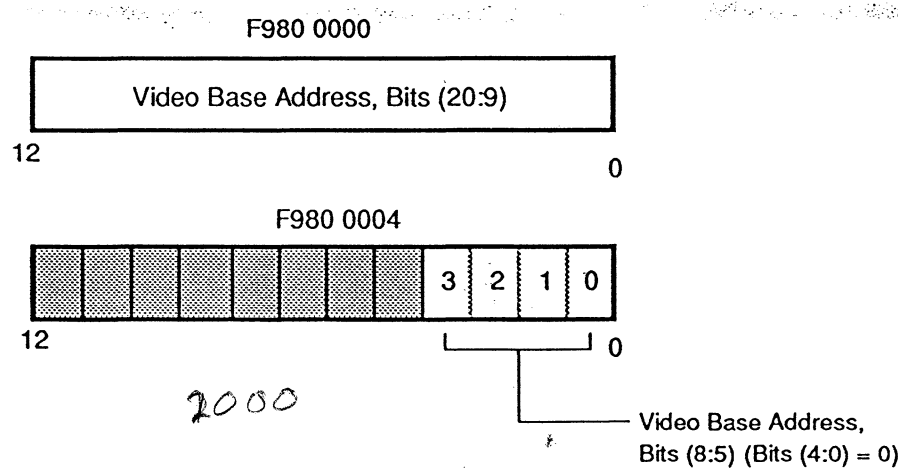 F980 0000
Video Base Address, Bits (20:9)
12 0
F980 0004
3 2 1 0
12 0
2000
Video Base Address,
Bits (8:5) (Bits (4:0) = 0)